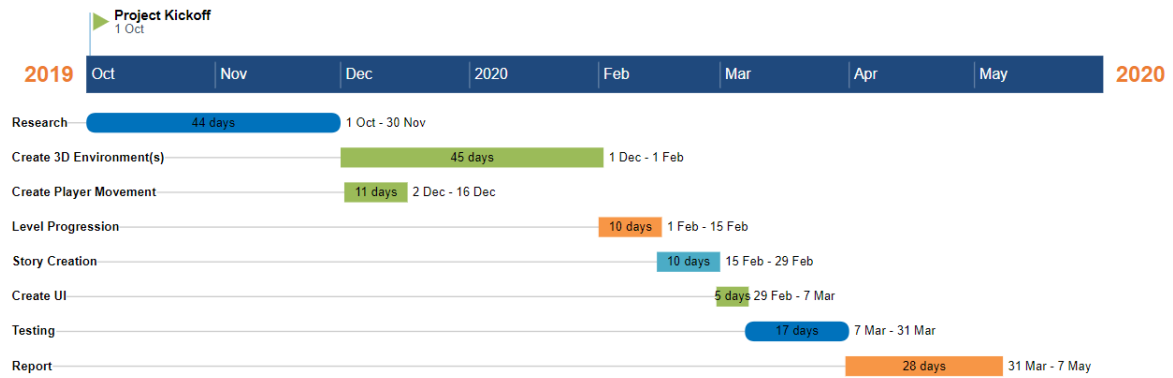 Project Kickoff
1 Oct
2019 Oct Nov Dec 2020 Feb Mar Apr May 2020
Research 44 days 1 Oct - 30 Nov
Create 3D Environment(s) 45 days 1 Dec - 1 Feb
Create Player Movement 11 days 2 Dec - 16 Dec
Level Progression 10 days 1 Feb - 15 Feb
Story Creation 10 days 15 Feb - 29 Feb
Create UI 5 days 29 Feb - 7 Mar
Testing 17 days 7 Mar - 31 Mar
Report 28 days 31 Mar - 7 May